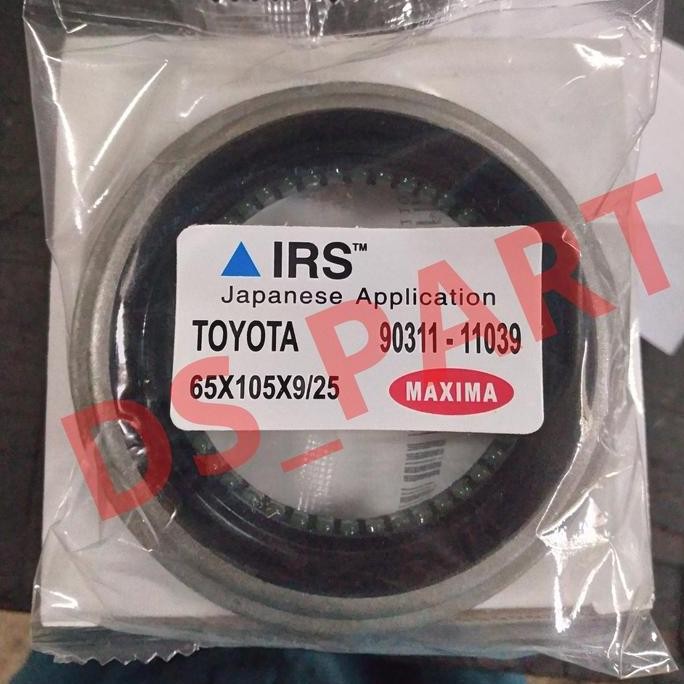 IRS™
Japanese Application
TOYOTA 90311-11039
65X105X9/25 MAXIMA
DS_PART